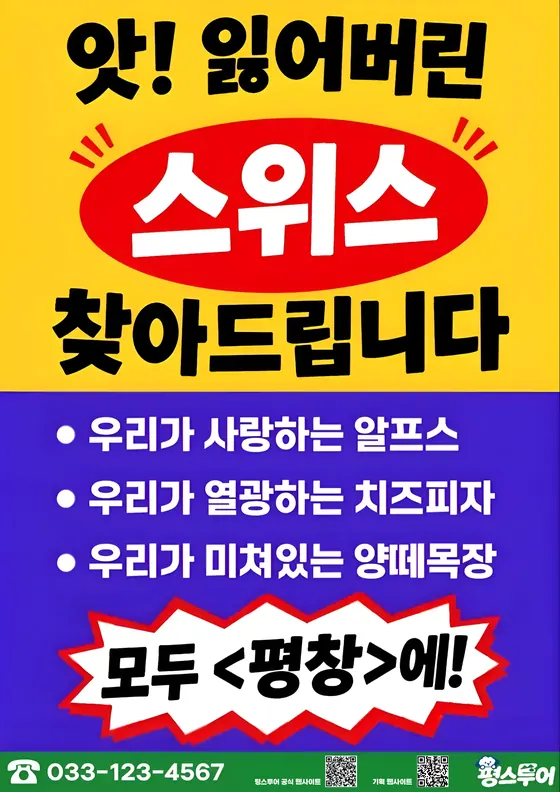 앗! 잃어버린
스위스
찾아드립니다
• 우리가 사랑하는 알프스
• 우리가 열광하는 치즈피자
• 우리가 미쳐있는 양떼목장
모두 <평창>에!
033-123-4567
평스투어 공식 웹사이트
기획 웹사이트
평스투어